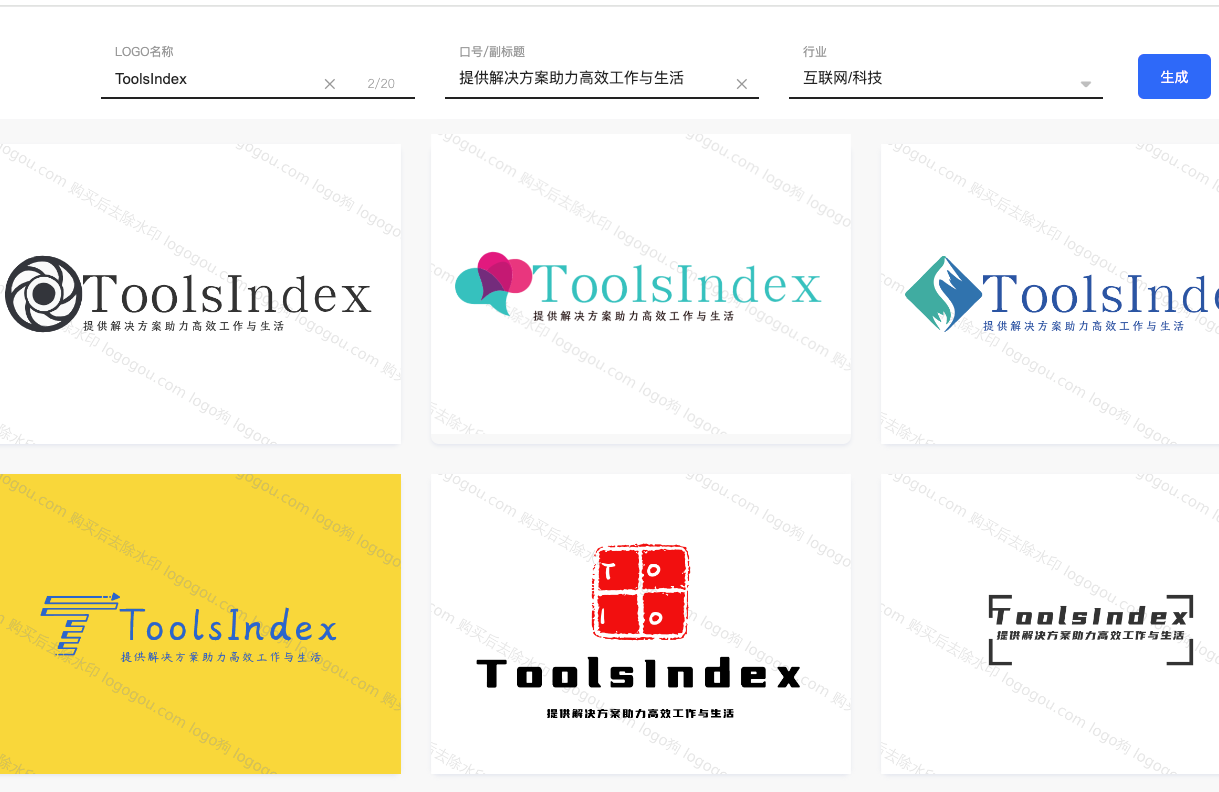 LOGO名称
口号/副标题
行业
ToolsIndex
2/20
提供解决方案助力高效工作与生活
互联网/科技
生成
ToolsIndex
提供解决方案助力高效工作与生活
ToolsIndex
提供解决方案助力高效工作与生活
ToolsInde
提供解决方案助力高效工作与生活
ToolsIndex
提供解决方案助力高效工作与生活
T O
I O
ToolsIndex
提供解决方案助力高效工作与生活
ToolsIndex
提供解决方案助力高效工作与生活
gogou.com 购买后去除水印 logogou.com logo狗 logogou.com 购买